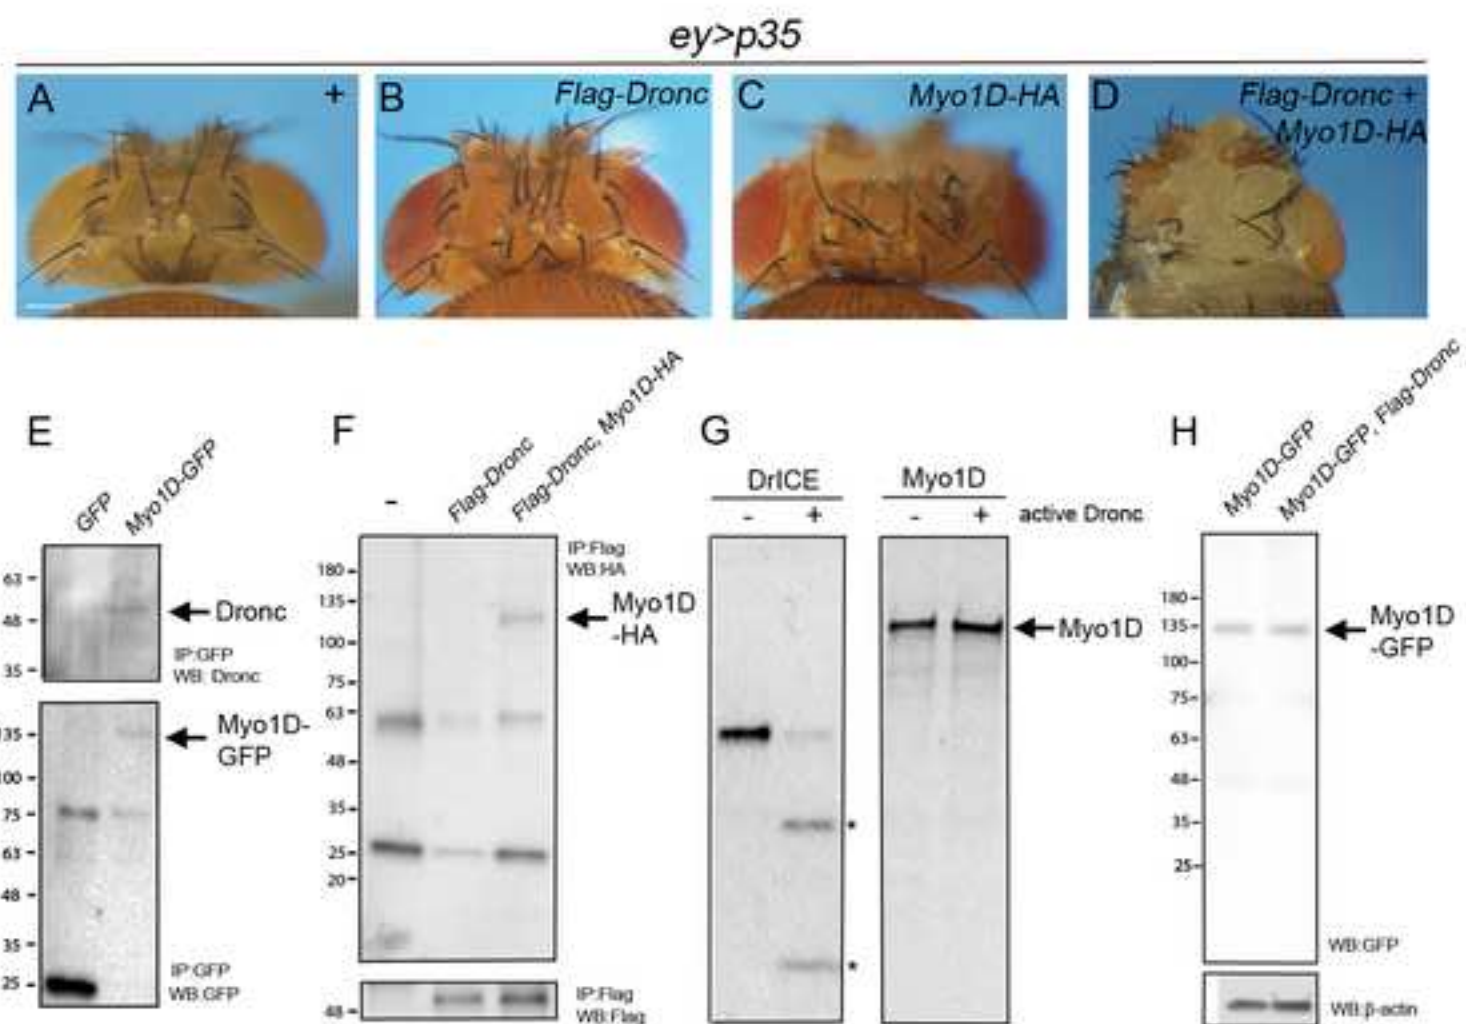 ey>p35
A +
B Flag-Dronc
C Myo1D-HA
D Flag-Dronc +
Myo1D-HA
E
GFP
Myo1D-GFP
63
48
35
Dronc
IP:GFP
WB: Dronc
135
100
75
63
48
35
25
Myo1D-
GFP
IP:GFP
WB:GFP
F
-
Flag-Dronc
Flag-Dronc, Myo1D-HA
180
135
100
75
63
48
35
25
20
IP:Flag
WB:HA
Myo1D
-HA
48
IP:Flag
WB:Flag
G
DrICE Myo1D
- + - + active Dronc
Myo1D
*
*
H
Myo1D-GFP
Myo1D-GFP, Flag-Dronc
180
135
100
75
63
48
35
25
Myo1D
-GFP
WB:GFP
WB:β-actin